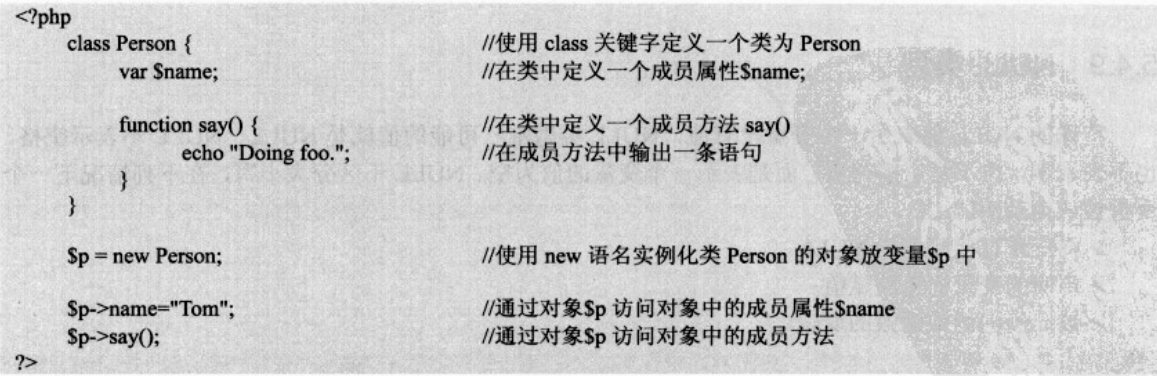 <?php
class Person { //使用 class 关键字定义一个类为 Person
var $name; //在类中定义一个成员属性$name;
function say() { //在类中定义一个成员方法 say()
echo "Doing foo."; //在成员方法中输出一条语句
}
}
$p = new Person; //使用 new 语名实例化类 Person 的对象放变量$p 中
$p->name="Tom"; //通过对象$p 访问对象中的成员属性$name
$p->say(); //通过对象$p 访问对象中的成员方法
?>